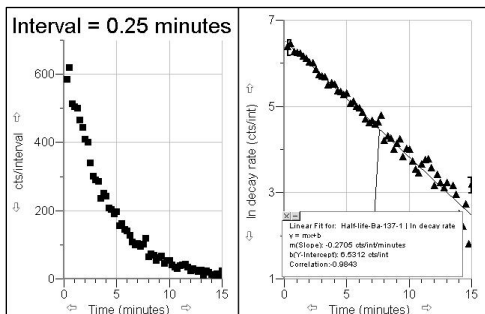 Interval = 0.25 minutes
600
400
200
0
cts/interval
0
5
10
15
Time (minutes)
7
5
3
1
ln decay rate (cts/int)
Linear Fit for: Half-life-Ba-137-1 | ln decay rate
y = mx+b
m(Slope): -0.2705 cts/int/minutes
b(Y-Intercept): 6.5312 cts/int
Correlation:-0.9843
0
5
10
15
Time (minutes)